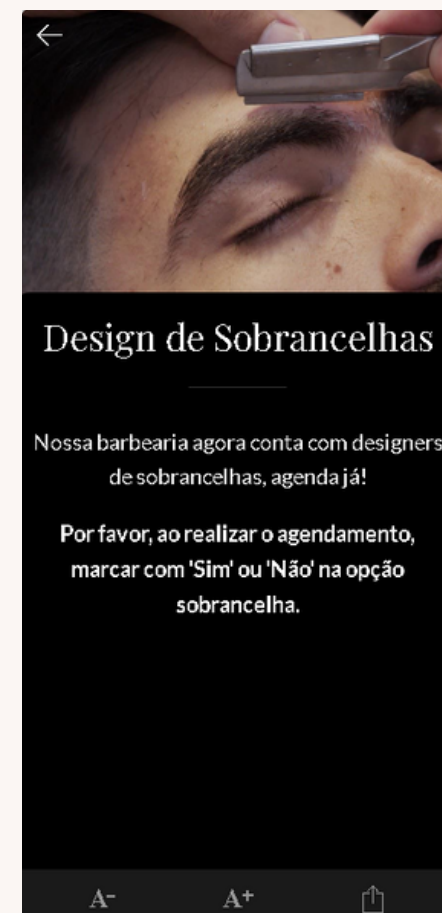 Design de Sobrancelhas
Nossa barbearia agora conta com designers
de sobrancelhas, agenda já!
Por favor, ao realizar o agendamento,
marcar com 'Sim' ou 'Não' na opção
sobrancelha.
A- A+